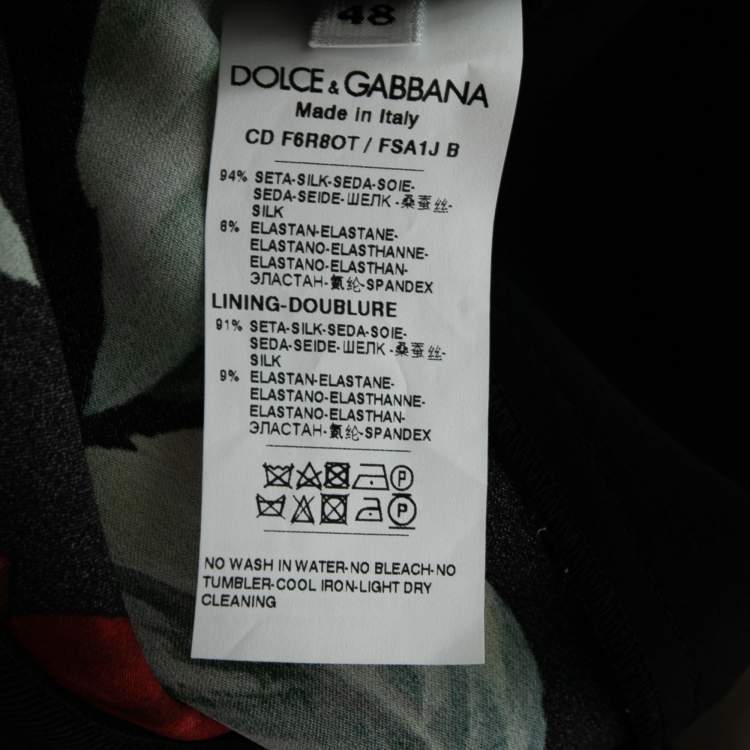 48
DOLCE & GABBANA
Made in Italy
CD F6R8OT / FSA1J B
94% SETA-SILK-SEDA-SOIE-
SEDA-SEIDE-ШЕЛК-桑蚕丝-
SILK
6% ELASTAN-ELASTANE-
ELASTANO-ELASTHANNE-
ELASTANO-ELASTHAN-
ЭЛАСТАН-氨纶-SPANDEX
LINING-DOUBLURE
91% SETA-SILK-SEDA-SOIE-
SEDA-SEIDE-ШЕЛК-桑蚕丝-
SILK
9% ELASTAN-ELASTANE-
ELASTANO-ELASTHANNE-
ELASTANO-ELASTHAN-
ЭЛАСТАН-氨纶-SPANDEX
P
P
NO WASH IN WATER-NO BLEACH-NO
TUMBLER-COOL IRON-LIGHT DRY
CLEANING